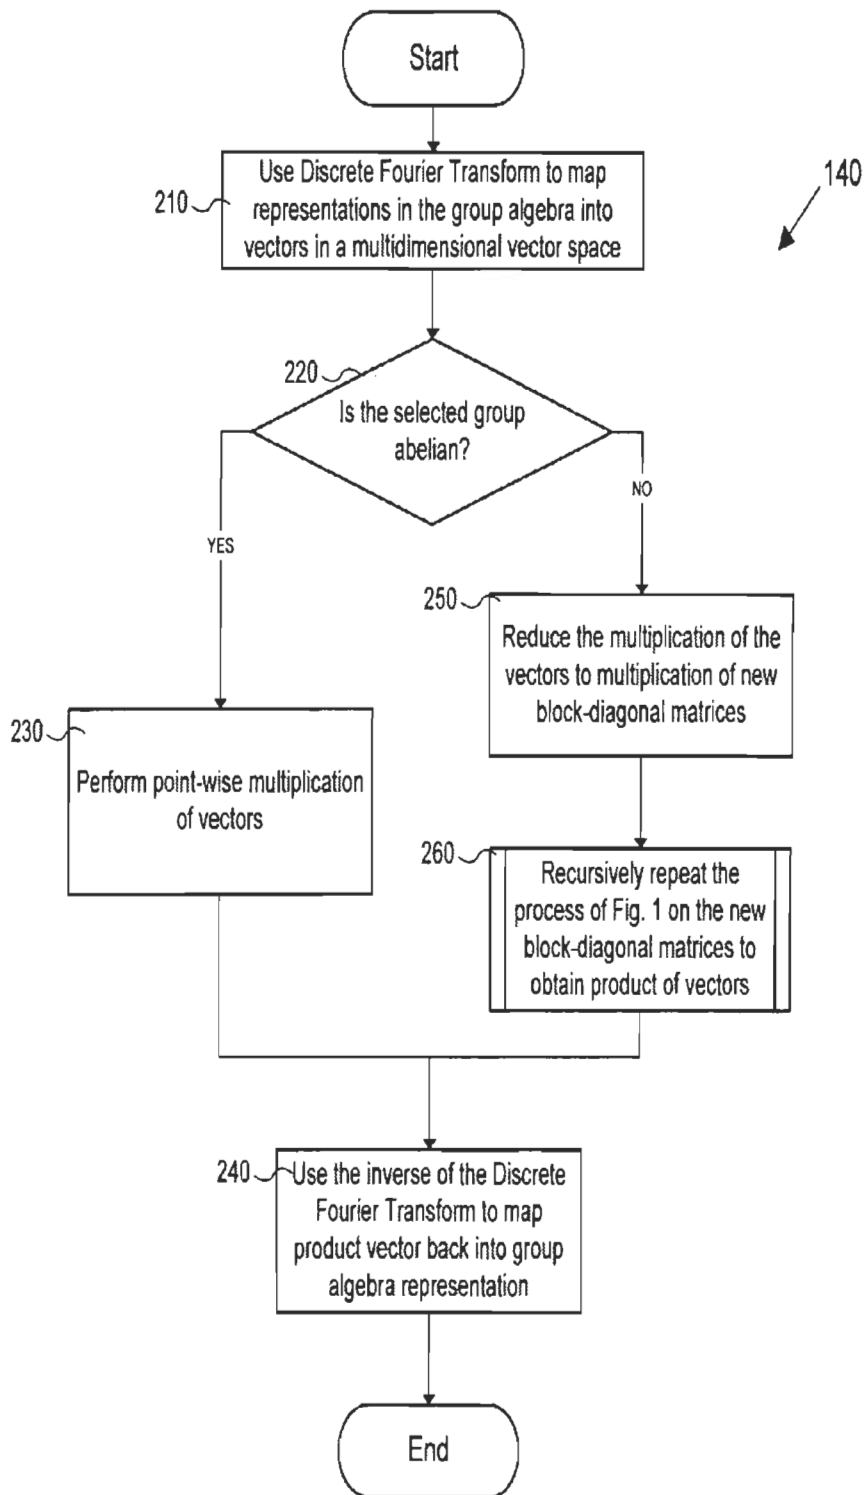 Start
210
Use Discrete Fourier Transform to map
representations in the group algebra into
vectors in a multidimensional vector space
140
220
Is the selected group
abelian?
YES
NO
250
Reduce the multiplication of the
vectors to multiplication of new
block-diagonal matrices
230
Perform point-wise multiplication
of vectors
260
Recursively repeat the
process of Fig. 1 on the new
block-diagonal matrices to
obtain product of vectors
240
Use the inverse of the Discrete
Fourier Transform to map
product vector back into group
algebra representation
End